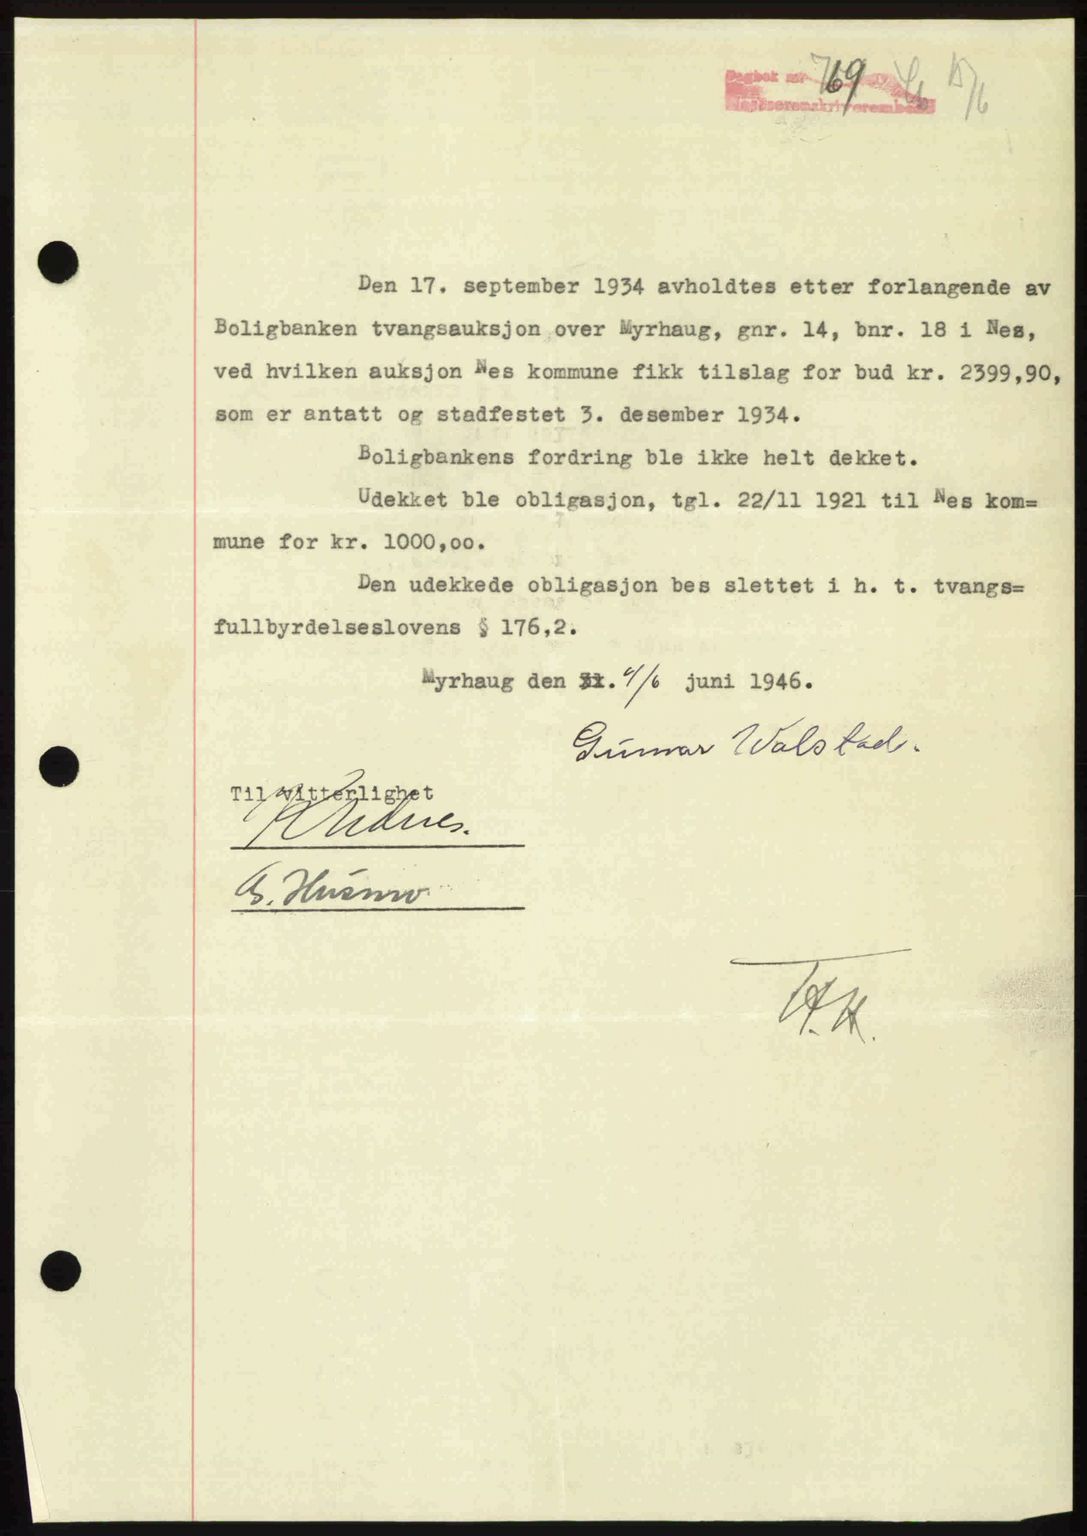 Dagbok nr 769
Den 17. september 1934 avholdtes etter forlangende av
Boligbanken tvangsauksjon over Myrhaug, gnr. 14, bnr. 18 i Nes,
ved hvilken auksjon Nes kommune fikk tilslag for bud kr. 2399,90,
som er antatt og stadfestet 3. desember 1934.
Boligbankens fordring ble ikke helt dekket.
Udekket ble obligasjon, tgl. 22/11 1921 til Nes kom=
mune for kr. 1000,oo.
Den udekkede obligasjon bes slettet i h. t. tvangs=
fullbyrdelseslovens § 176,2.
Myrhaug den 4/6 juni 1946.
Gunnar Walstad.
Til vitterlighet
H.H.